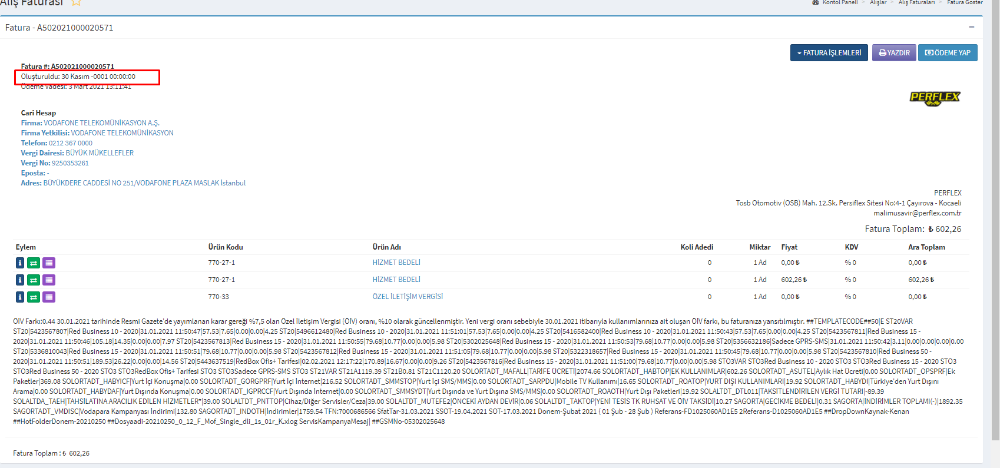 Alış Faturası
Kontol Paneli > Alışlar > Alış Faturaları > Fatura Göster
Fatura - A502021000020571
FATURA İŞLEMLERİ YAZDIR ÖDEME YAP
Fatura #: A502021000020571
Oluşturuldu: 30 Kasım -0001 00:00:00
Ödeme Vadesi: 3 Mart 2021 13:11:41
PERFLEX
Cari Hesap
Firma: VODAFONE TELEKOMÜNİKASYON A.Ş.
Firma Yetkilisi: VODAFONE TELEKOMÜNİKASYON
Telefon: 0212 367 0000
Vergi Dairesi: BÜYÜK MÜKELLEFLER
Vergi No: 9250353261
Eposta: -
Adres: BÜYÜKDERE CADDESİ NO 251/VODAFONE PLAZA MASLAK İstanbul
PERFLEX
Tosb Otomotiv (OSB) Mah. 12.Sk. Persiflex Sitesi No:4-1 Çayırova - Kocaeli
malimusavir@perflex.com.tr
Fatura Toplam: ₺ 602,26
Eylem Ürün Kodu Ürün Adı Koli Adedi Miktar Fiyat KDV Ara Toplam
770-27-1 HİZMET BEDELİ 0 1 Ad 0,00 ₺ % 0 0,00 ₺
770-27-1 HİZMET BEDELİ 0 1 Ad 602,26 ₺ % 0 602,26 ₺
770-33 ÖZEL İLETİŞİM VERGİSİ 0 1 Ad 0,00 ₺ % 0 0,00 ₺
ÖİV Farkı:0.44 30.01.2021 tarihinde Resmi Gazete'de yayımlanan karar gereği %7,5 olan Özel İletişim Vergisi (ÖİV) oranı, %10 olarak güncellenmiştir. Yeni vergi oranı sebebiyle 30.01.2021 itibarıyla kullanımlarınıza ait oluşan ÖİV farkı, bu faturanıza yansıtılmıştır. ##TEMPLATECODE##50|E ST20VAR
ST20|5423567807|Red Business 10 - 2020|31.01.2021 11:50:47|57.53|7.65|0.00|0.00|4.25 ST20|5496612480|Red Business 10 - 2020|31.01.2021 11:51:01|57.53|7.65|0.00|0.00|4.25 ST20|5416582400|Red Business 10 - 2020|31.01.2021 11:50:43|57.53|7.65|0.00|0.00|4.25 ST20|5423567811|Red Business 15 -
2020|31.01.2021 11:50:46|105.18|14.35|0.00|0.00|7.97 ST20|5423567813|Red Business 15 - 2020|31.01.2021 11:50:55|79.68|10.77|0.00|0.00|5.98 ST20|5302025648|Red Business 15 - 2020|31.01.2021 11:50:53|79.68|10.77|0.00|0.00|5.98 ST20|5356632186|Sadece GPRS-SMS|31.01.2021 11:50:42|3.11|0.00|0.00|0.00|0.00
ST20|5336810043|Red Business 15 - 2020|31.01.2021 11:50:51|79.68|10.77|0.00|0.00|5.98 ST20|5423567812|Red Business 15 - 2020|31.01.2021 11:51:05|79.68|10.77|0.00|0.00|5.98 ST20|5322318657|Red Business 15 - 2020|31.01.2021 11:50:45|79.68|10.77|0.00|0.00|5.98 ST20|5423567810|Red Business 50 -
2020|31.01.2021 11:50:51|189.53|26.22|0.00|0.00|14.56 ST20|5443637519|RedBox Ofis+ Tarifesi|02.02.2021 12:17:22|170.89|16.67|0.00|0.00|9.26 ST20|5423567816|Red Business 15 - 2020|31.01.2021 11:51:00|79.68|10.77|0.00|0.00|5.98 STO3VAR STO3Red Business 10 - 2020 STO3 STO3Red Business 15 - 2020 STO3
STO3Red Business 50 - 2020 STO3 STO3RedBox Ofis+ Tarifesi STO3 STO3Sadece GPRS-SMS STO3 ST21VAR ST21A1119.39 ST21B0.81 ST21C1120.20 SOLORTADT_MAFALL|TARİFE ÜCRETİ|2074.66 SOLORTADT_HABTOP|EK KULLANIMLAR|602.26 SOLORTADT_ASUTEL|Aylık Hat Ücreti|0.00 SOLORTADT_OPSPRF|Ek
Paketler|369.08 SOLORTADT_HABYICF|Yurt İçi Konuşma|0.00 SOLORTADT_GORGPRF|Yurt İçi İnternet|216.52 SOLORTADT_SMMSTOP|Yurt İçi SMS/MMS|0.00 SOLORTADT_SARPDU|Mobile TV Kullanımı|16.65 SOLORTADT_ROATOP|YURT DIŞI KULLANIMLARI|19.92 SOLORTADT_HABYDI|Türkiye'den Yurt Dışını
Arama|0.00 SOLORTADT_HABYDAF|Yurt Dışında Konuşma|0.00 SOLORTADT_IGPRCCF|Yurt Dışında İnternet|0.00 SOLORTADT_SMMSYDT|Yurt Dışında ve Yurt Dışına SMS/MMS|0.00 SOLORTADT_ROAOTH|Yurt Dışı Paketleri|19.92 SOLALTDT_DTL011|TAKSİTLENDİRİLEN VERGİ TUTARI|-89.39
SOLALTDA_TAEH|TAHSİLATINA ARACILIK EDİLEN HİZMETLER*|39.00 SOLALTDT_PNTTOP|Cihaz/Diğer Servisler/Ceza|39.00 SOLALTDT_MUTEFE2|ÖNCEKİ AYDAN DEVİR|0.06 SOLALTDT_TAKTOP|YENİ TESİS TK RUHSAT VE ÖİV TAKSİDİ|10.27 SAGORTA|GECİKME BEDELİ|0.31 SAGORTA|İNDİRİMLER TOPLAMI(-)|1892.35
SAGORTADT_VMDISC|Vodapara Kampanyası İndirimi|132.80 SAGORTADT_INDOTH|İndirimler|1759.54 TFN:7000686566 SfatTar-31.03.2021 SSOT-19.04.2021 SOT-17.03.2021 Donem-Şubat 2021 ( 01 Şub - 28 Şub ) Referans-FD1025060AD1E5 2Referans-D1025060AD1E5 ##DropDownKaynak-Kenan
##HotFolderDonem-20210250 ##Dosyaadi-20210250_0_12_F_Mof_Single_dli_1s_01r_K.xlog ServisKampanyaMesaj| ##GSMNo-05302025648
Fatura Toplam : ₺ 602,26